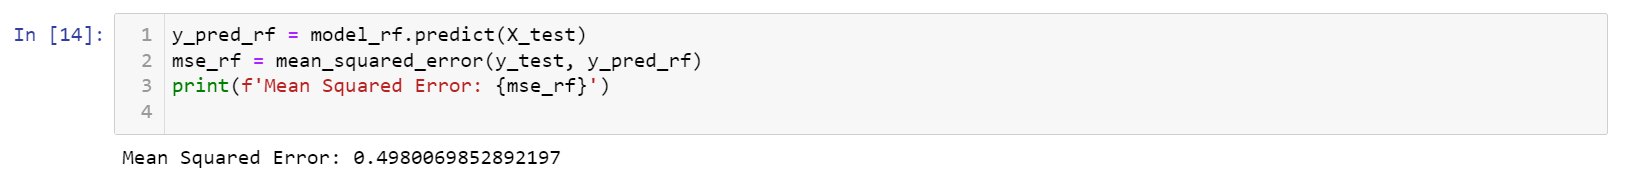 In [14]:
1 y_pred_rf = model_rf.predict(X_test)
2 mse_rf = mean_squared_error(y_test, y_pred_rf)
3 print(f'Mean Squared Error: {mse_rf}')
4
Mean Squared Error: 0.4980069852892197